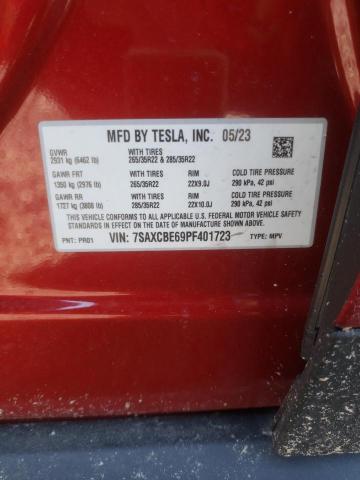 MFD BY TESLA, INC. 05/23
GVWR WITH TIRES
2931 kg (6462 lb) 265/35R22 & 285/35R22
GAWR FRT WITH TIRES RIM COLD TIRE PRESSURE
1350 kg (2976 lb) 265/35R22 22X9.0J 290 kPa, 42 psi
GAWR RR WITH TIRES RIM COLD TIRE PRESSURE
1727 kg (3808 lb) 285/35R22 22X10.0J 290 kPa, 42 psi
THIS VEHICLE CONFORMS TO ALL APPLICABLE U.S. FEDERAL MOTOR VEHICLE SAFETY
STANDARDS IN EFFECT ON THE DATE OF MANUFACTURE SHOWN ABOVE.
PNT: PR01 VIN: 7SAXCBE69PF401723 TYPE: MPV